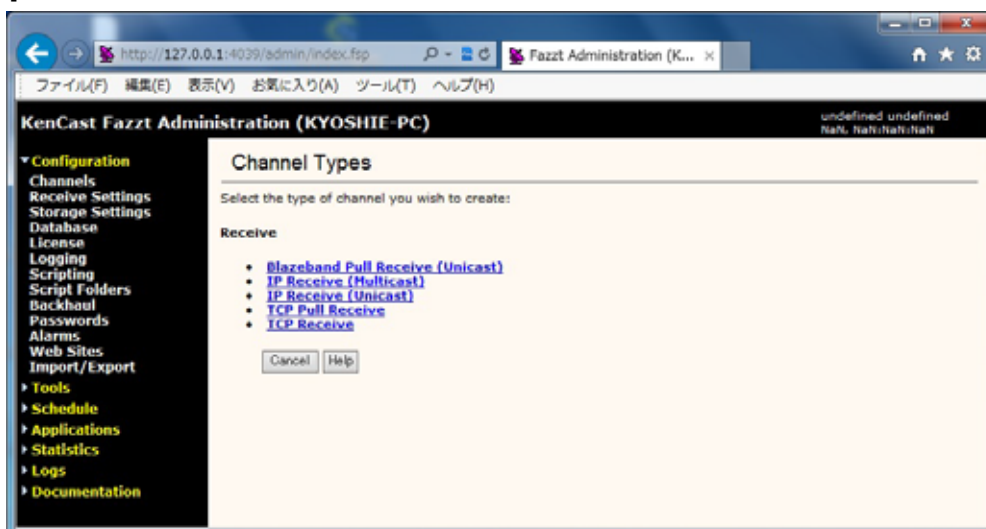 http://127.0.0.1:4039/admin/index.fsp
Fazzt Administration (K...
ファイル(F) 編集(E) 表示(V) お気に入り(A) ツール(T) ヘルプ(H)
KenCast Fazzt Administration (KYOSHIE-PC)
undefined undefined
NaN, NaN:NaN:NaN
Configuration
Channels
Receive Settings
Storage Settings
Database
License
Logging
Scripting
Script Folders
Backhaul
Passwords
Alarms
Web Sites
Import/Export
Tools
Schedule
Applications
Statistics
Logs
Documentation
Channel Types
Select the type of channel you wish to create:
Receive
Blazeband Pull Receive (Unicast)
IP Receive (Multicast)
IP Receive (Unicast)
TCP Pull Receive
TCP Receive
Cancel Help